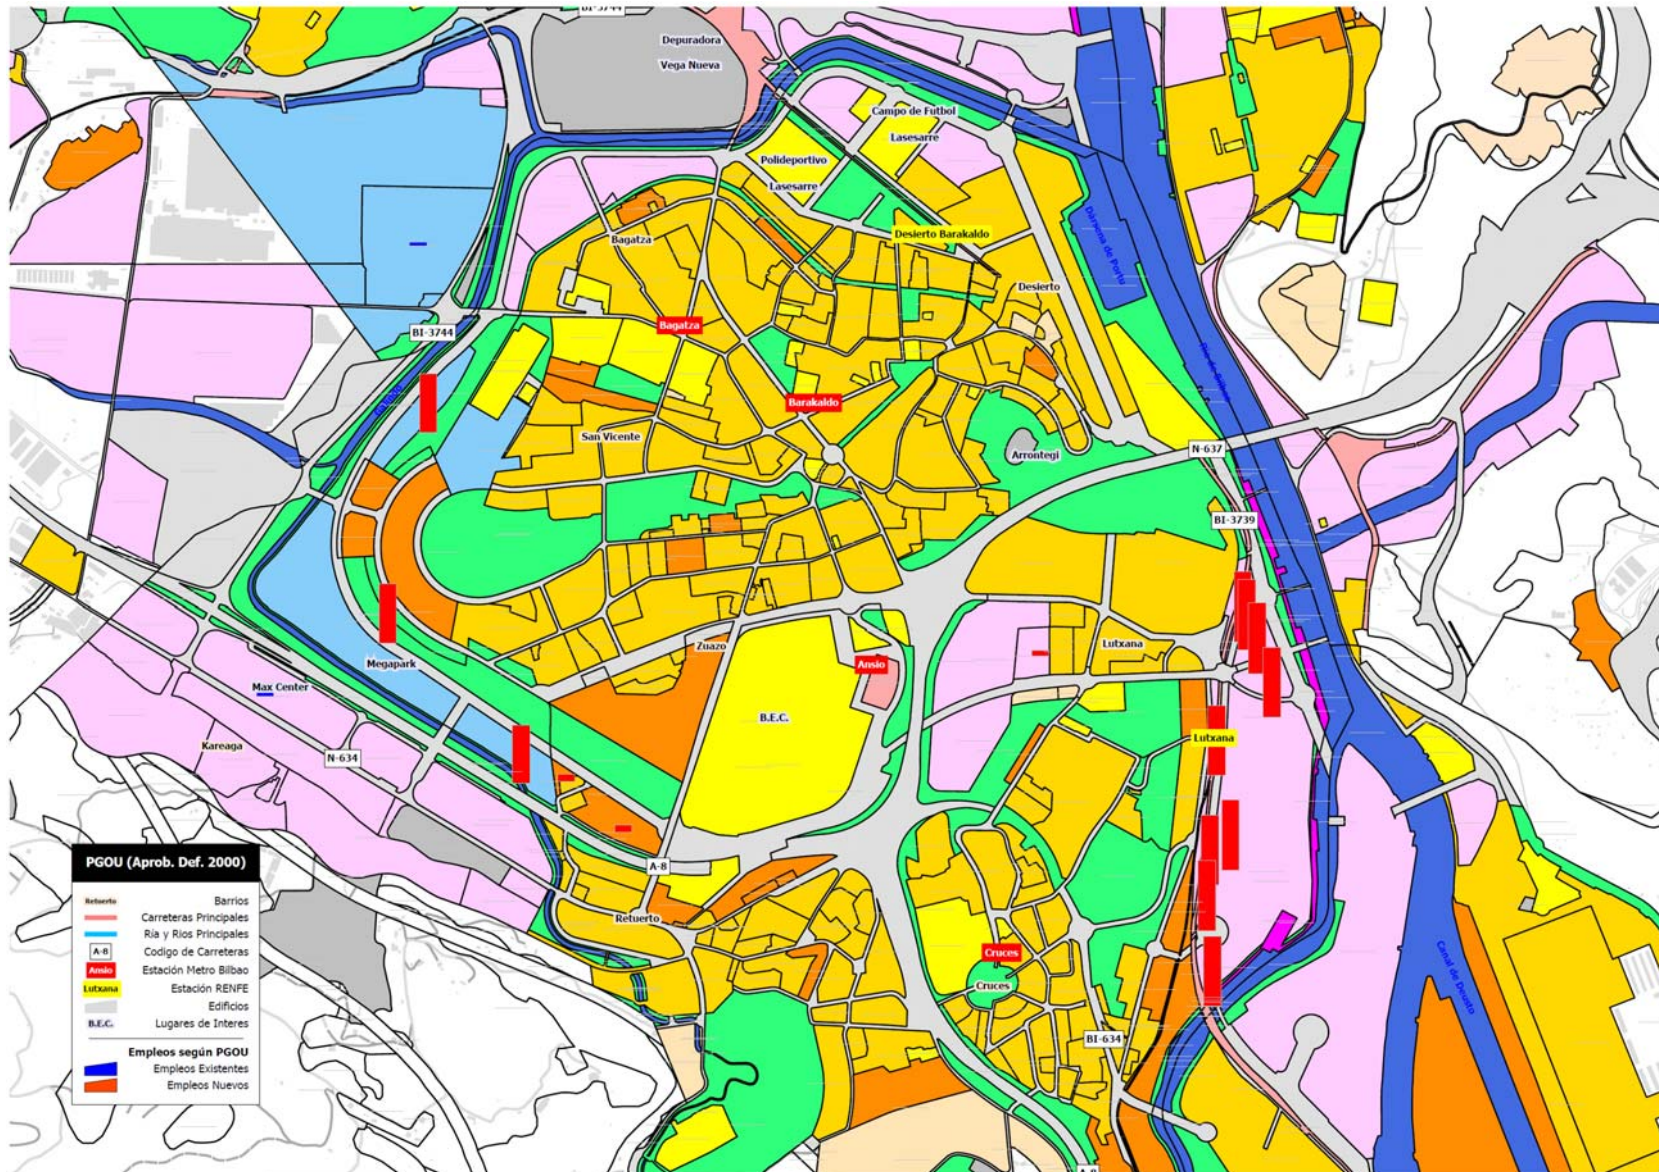 BI-3744
Depuradora
Vega Nueva
Campo de Futbol
Lasesarre
Polideportivo
Lasesarre
Desierto Barakaldo
Bagatza
Dársena de Portu
Desierto
Bagatza
BI-3744
Barakaldo
San Vicente
Arrontegi
N-637
BI-3739
Zuazo
Lutxana
Megapark
Ansio
Max Center
B.E.C.
Lutxana
Kareaga
N-634
A-8
Retuerto
Cruces
Cruces
Canal de Deusto
BI-634
A-8
PGOU (Aprob. Def. 2000)
Retuerto Barrios
Carreteras Principales
Ría y Rios Principales
A-8 Codigo de Carreteras
Ansio Estación Metro Bilbao
Lutxana Estación RENFE
Edificios
B.E.C. Lugares de Interes
Empleos según PGOU
Empleos Existentes
Empleos Nuevos